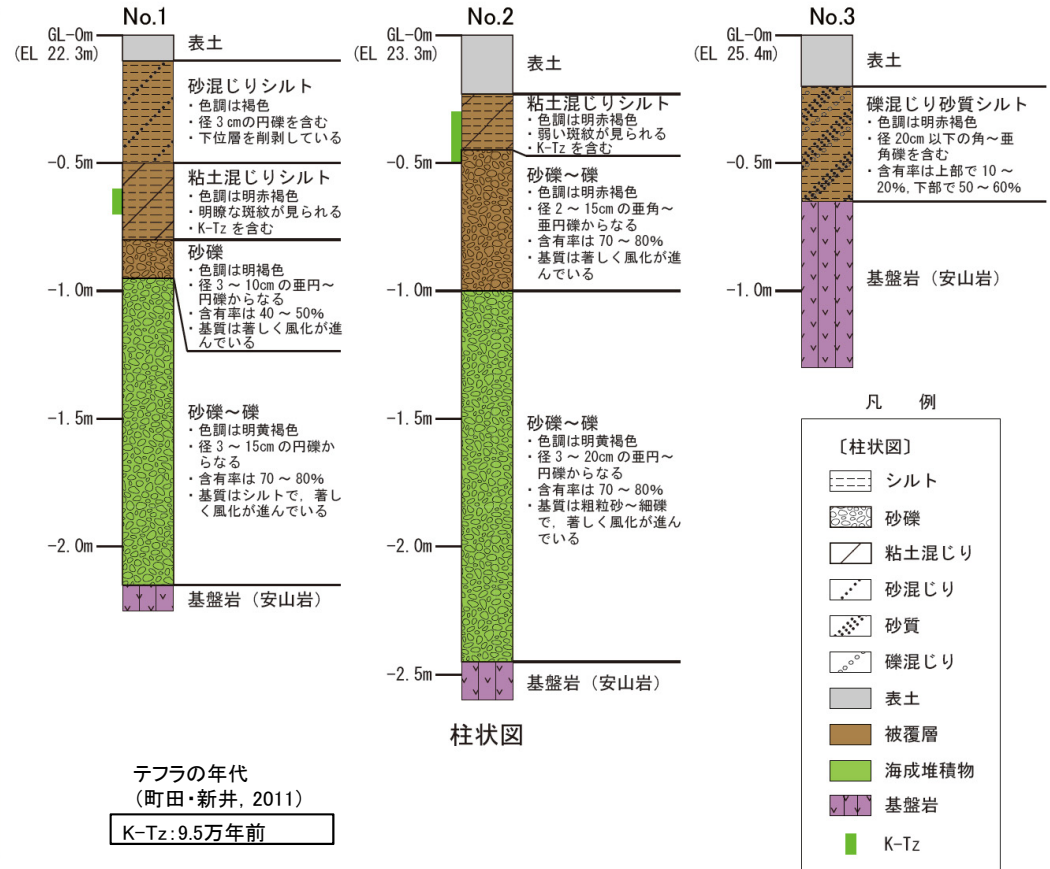 No.1
GL-0m
(EL 22.3m)
表土
砂混じりシルト
・色調は褐色
・径3cmの円礫を含む
・下位層を削剥している
-0.5m
粘土混じりシルト
・色調は明赤褐色
・明瞭な斑紋が見られる
・K-Tzを含む
砂礫
・色調は明褐色
・径3～10cmの亜円～
円礫からなる
・含有率は40～50%
・基質は著しく風化が進
んでいる
-1.0m
-1.5m
砂礫～礫
・色調は明黄褐色
・径3～15cmの円礫か
らなる
・含有率は70～80%
・基質はシルトで，著し
く風化が進んでいる
-2.0m
基盤岩（安山岩）
No.2
GL-0m
(EL 23.3m)
表土
粘土混じりシルト
・色調は明赤褐色
・弱い斑紋が見られる
・K-Tzを含む
-0.5m
砂礫～礫
・色調は明赤褐色
・径2～15cmの亜角～
亜円礫からなる
・含有率は70～80%
・基質は著しく風化が進
んでいる
-1.0m
-1.5m
砂礫～礫
・色調は明黄褐色
・径3～20cmの亜円～
円礫からなる
・含有率は70～80%
・基質は粗粒砂～細礫
で，著しく風化が進ん
でいる
-2.0m
-2.5m
基盤岩（安山岩）
No.3
GL-0m
(EL 25.4m)
表土
礫混じり砂質シルト
・色調は明赤褐色
・径20cm以下の角～亜
角礫を含む
・含有率は上部で10～
20%，下部で50～60%
-0.5m
-1.0m
基盤岩（安山岩）
柱状図
テフラの年代
（町田・新井，2011）
K-Tz：9.5万年前
凡　例
〔柱状図〕
シルト
砂礫
粘土混じり
砂混じり
砂質
礫混じり
表土
被覆層
海成堆積物
基盤岩
K-Tz